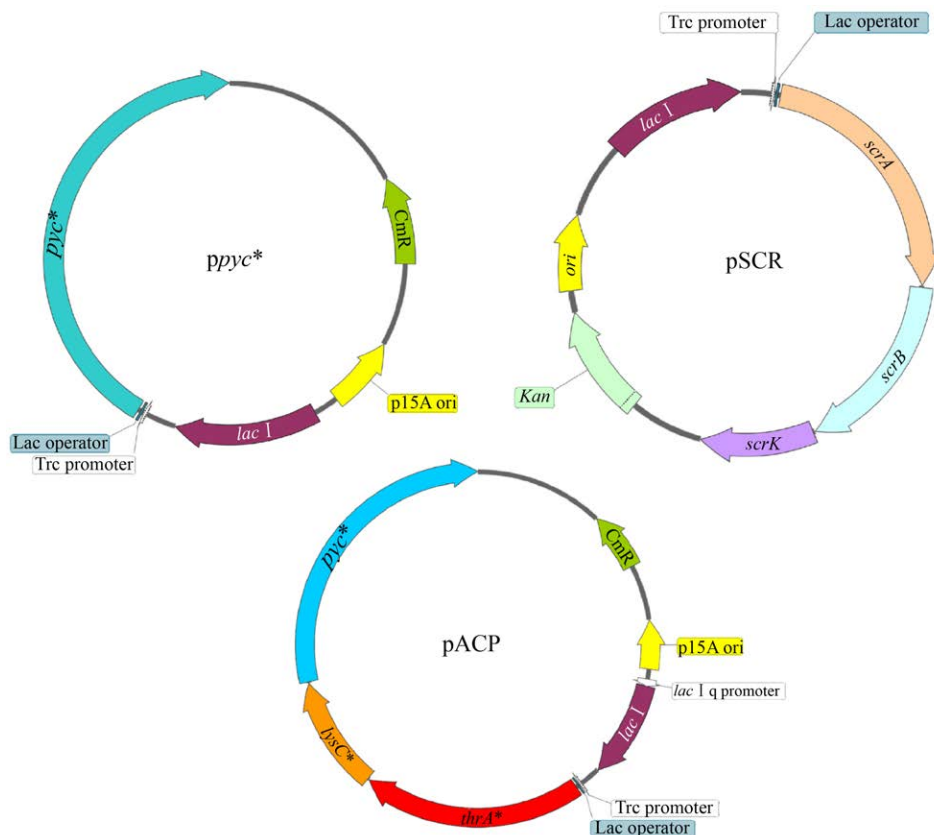 Trc promoter
Lac operator
lac I
scrA
pyc*
CmR
ppyc*
ori
pSCR
scrB
Kan
p15A ori
lac I
Lac operator
Trc promoter
scrK
pyc*
CmR
pACP
p15A ori
lac I q promoter
lac I
lysC*
thrA*
Trc promoter
Lac operator